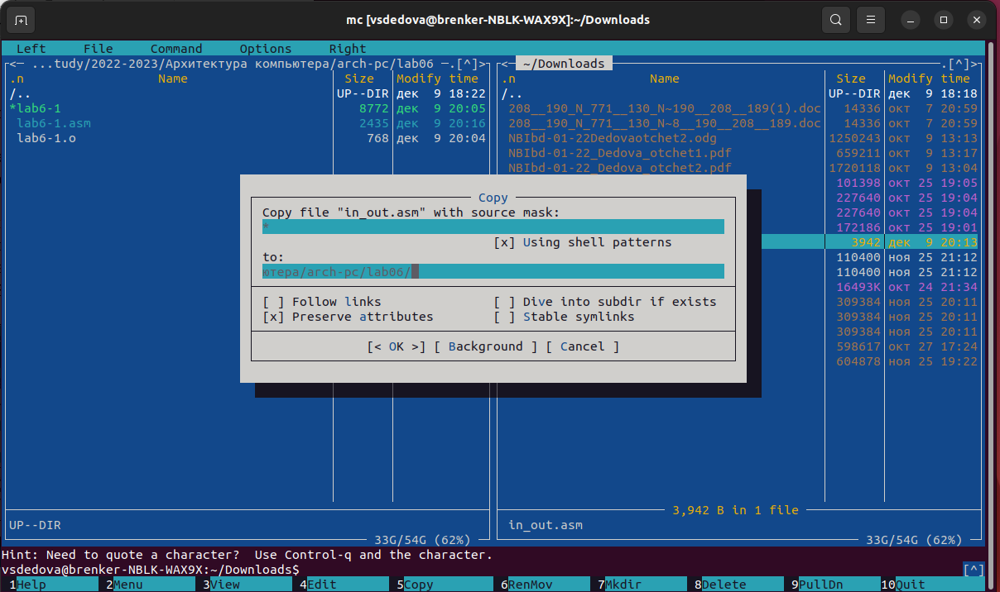 mc [vsdedova@brenker-NBLK-WAX9X]:~/Downloads
Left File Command Options Right
<─ ...tudy/2022-2023/Архитектура компьютера/arch-pc/lab06 ─.[^]>
.n Name Size Modify time
/.. UP--DIR дек 9 18:22
*lab6-1 8772 дек 9 20:05
lab6-1.asm 2435 дек 9 20:16
lab6-1.o 768 дек 9 20:04
UP--DIR
33G/54G (62%)
<─ ~/Downloads .[^]>
.n Name Size Modify time
/.. UP--DIR дек 9 18:18
208__190_N_771__130_N~190__208__189(1).doc 14336 окт 7 20:59
208__190_N_771__130_N~8__190__208__189.doc 14336 окт 7 20:59
NBIbd-01-22Dedovaotchet2.odg 1250243 окт 9 13:13
NBIbd-01-22_Dedova_otchet1.pdf 659211 окт 9 13:17
NBIbd-01-22_Dedova_otchet2.pdf 1720118 окт 9 13:04
101398 окт 25 19:05
227640 окт 25 19:04
227640 окт 25 19:04
172186 окт 25 19:01
3942 дек 9 20:13
110400 ноя 25 21:12
110400 ноя 25 21:12
16493K окт 24 21:34
309384 ноя 25 20:11
309384 ноя 25 20:11
309384 ноя 25 20:11
598617 окт 27 17:24
604878 ноя 25 19:22
3,942 B in 1 file
in_out.asm
33G/54G (62%)
Copy
Copy file "in_out.asm" with source mask:
*
[x] Using shell patterns
to:
ютера/arch-pc/lab06/
[ ] Follow links [ ] Dive into subdir if exists
[x] Preserve attributes [ ] Stable symlinks
[< OK >] [ Background ] [ Cancel ]
Hint: Need to quote a character? Use Control-q and the character.
vsdedova@brenker-NBLK-WAX9X:~/Downloads$ [^]
1Help 2Menu 3View 4Edit 5Copy 6RenMov 7Mkdir 8Delete 9PullDn 10Quit